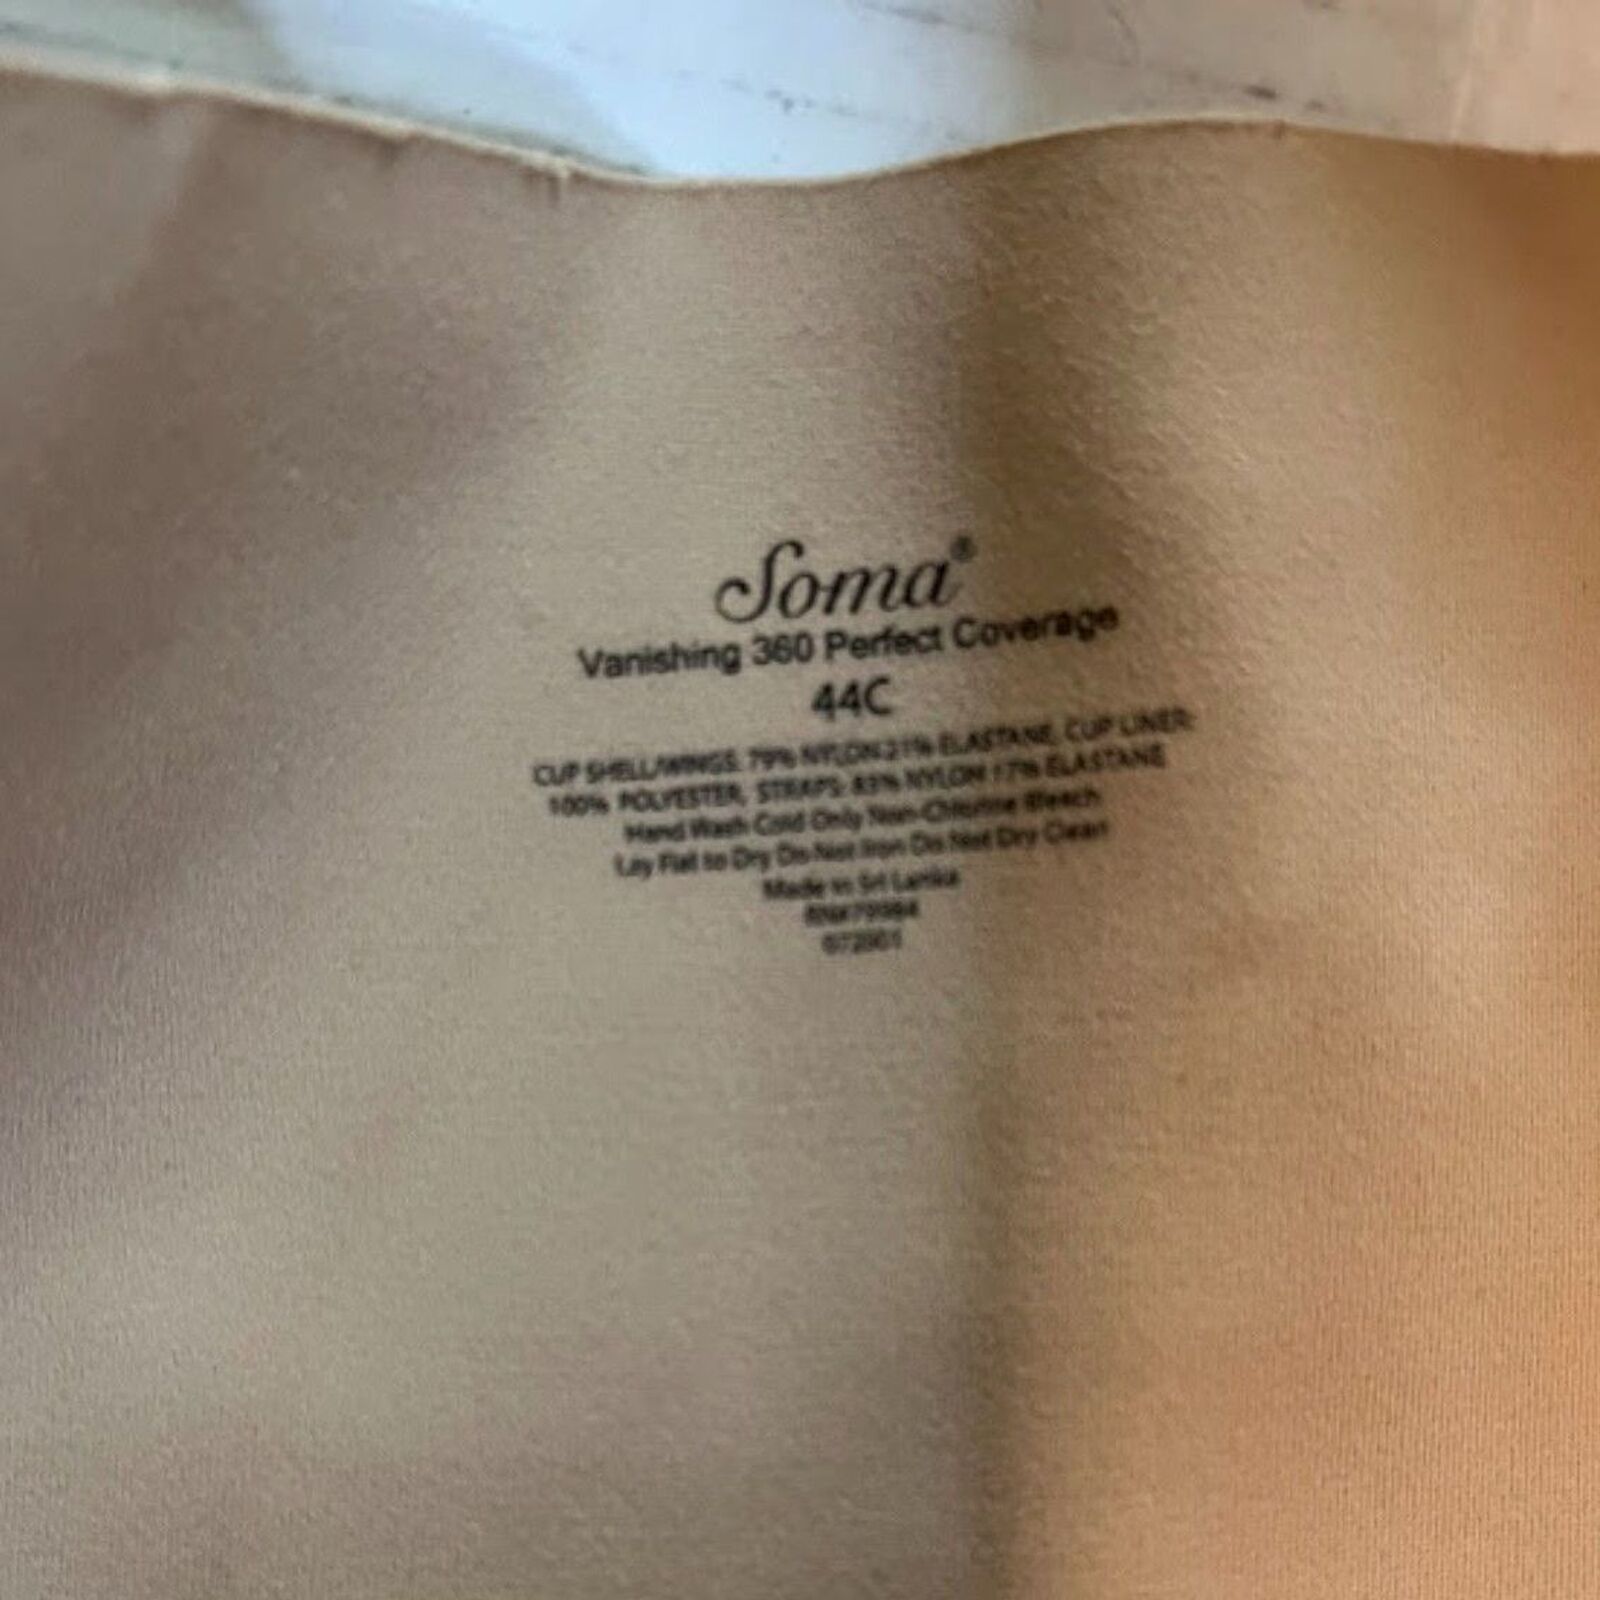 Soma®
Vanishing 360 Perfect Coverage
44C
CUP SHELL/WINGS: 79% NYLON 21% ELASTANE, CUP LINER:
100% POLYESTER, STRAPS: 83% NYLON 17% ELASTANE
Hand Wash Cold Only Non-Chlorine Bleach
Lay Flat to Dry Do Not Iron Do Not Dry Clean
Made in Sri Lanka
RN#79984